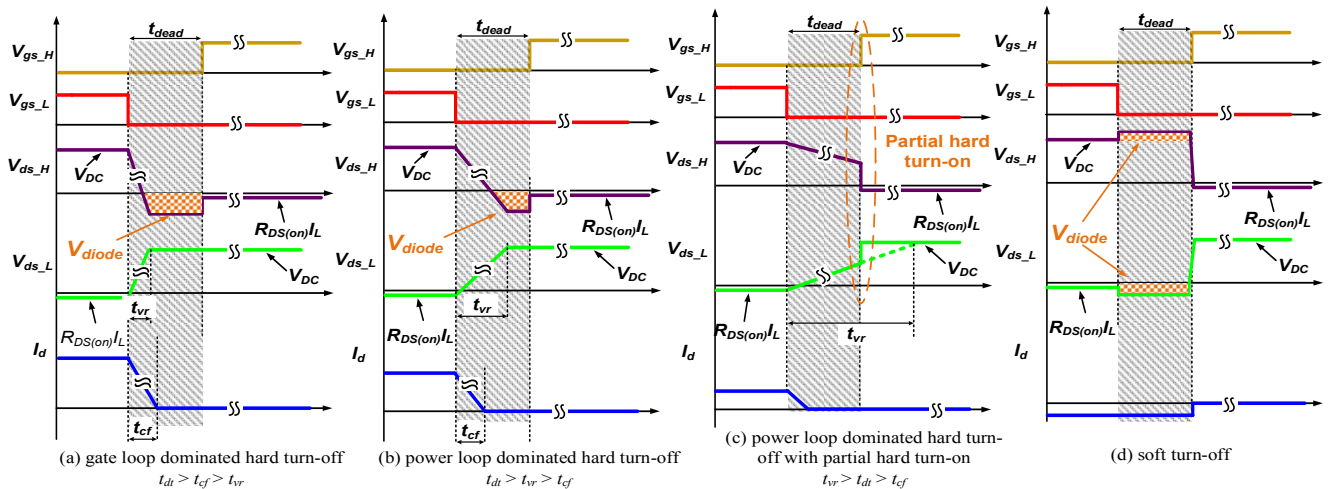 t_dead
V_gs_H
V_gs_L
V_ds_H
V_DC
R_DS(on)I_L
V_diode
V_ds_L
V_DC
t_vr
R_DS(on)I_L
I_d
t_cf
(a) gate loop dominated hard turn-off
t_dt > t_cf > t_vr
t_dead
V_gs_H
V_gs_L
V_ds_H
V_DC
R_DS(on)I_L
V_diode
V_ds_L
V_DC
t_vr
R_DS(on)I_L
I_d
t_cf
(b) power loop dominated hard turn-off
t_dt > t_vr > t_cf
t_dead
V_gs_H
V_gs_L
Partial hard
turn-on
V_ds_H
V_DC
R_DS(on)I_L
V_ds_L
V_DC
R_DS(on)I_L
t_vr
I_d
(c) power loop dominated hard turn-
off with partial hard turn-on
t_vr > t_dt > t_cf
t_dead
V_gs_H
V_gs_L
V_ds_H
V_DC
R_DS(on)I_L
V_diode
V_ds_L
V_DC
R_DS(on)I_L
I_d
(d) soft turn-off